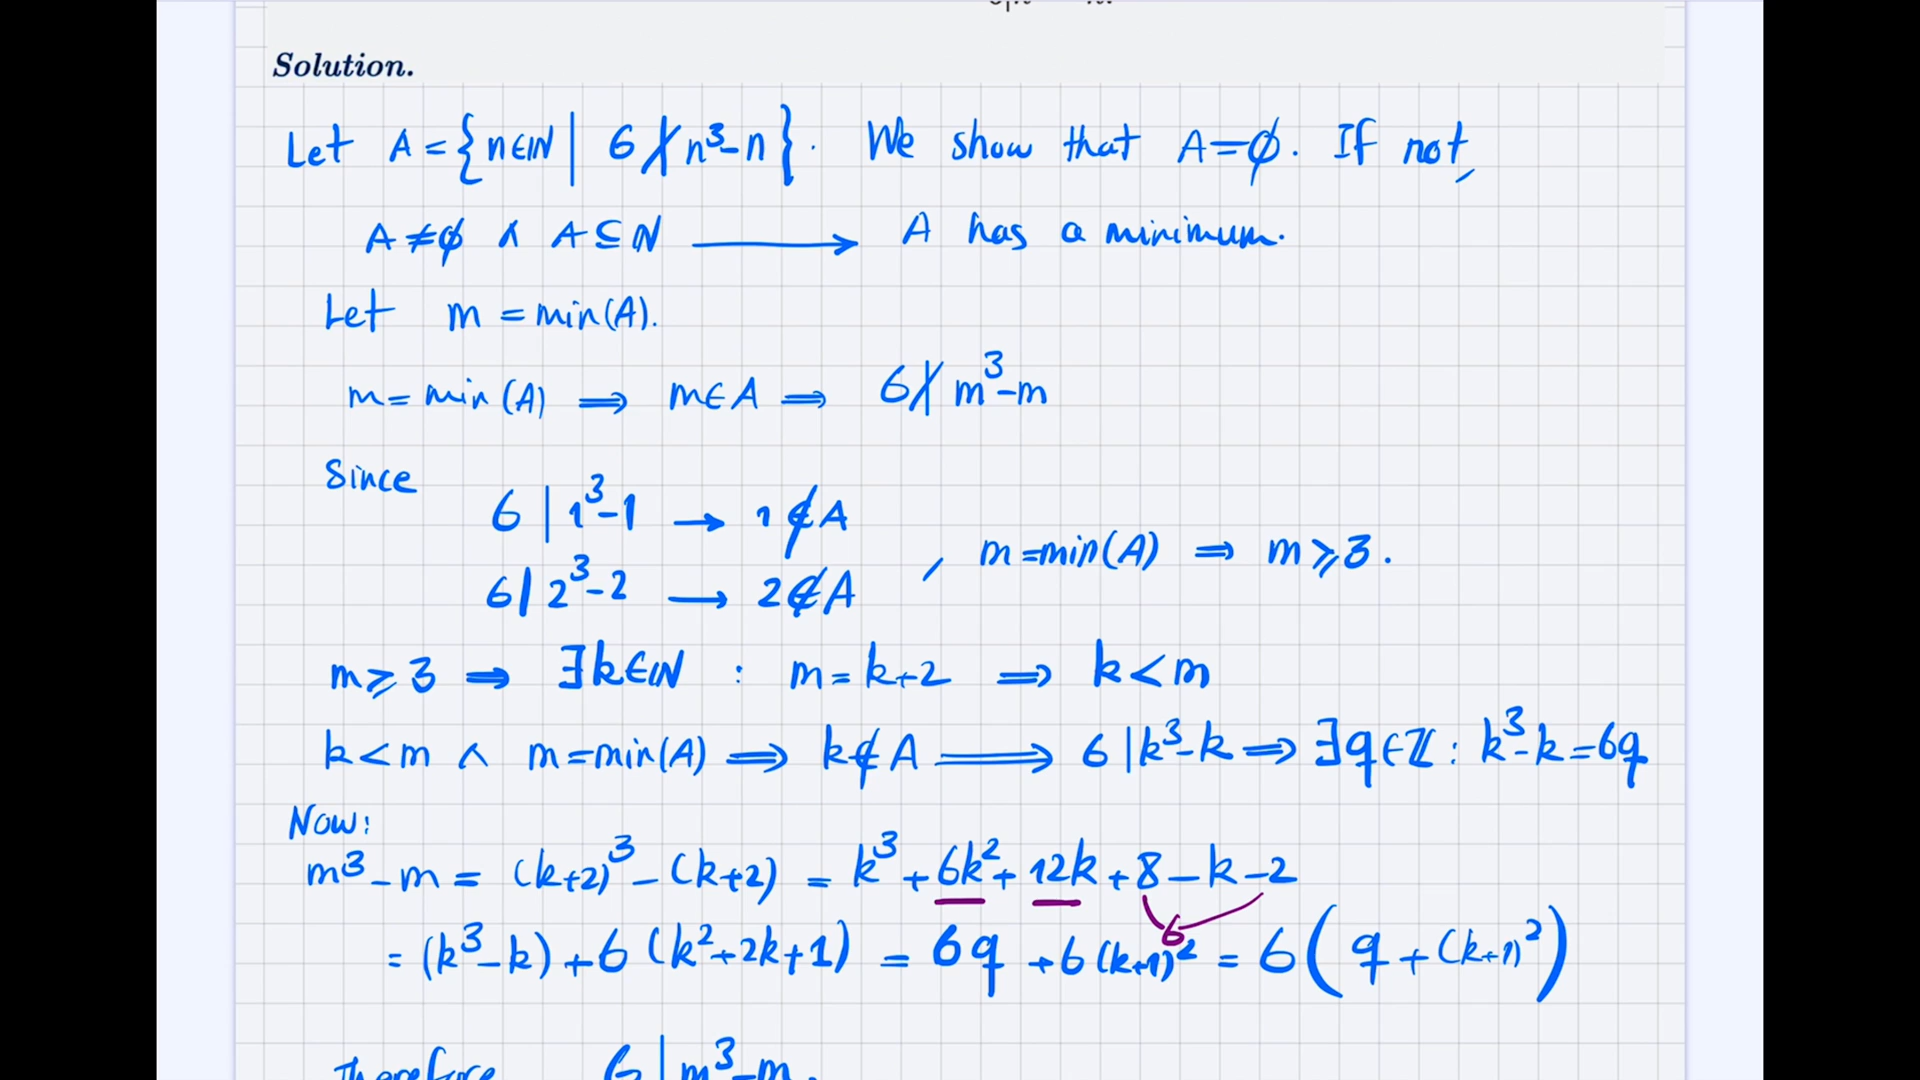 Solution.
Let A = {n∈ℕ | 6∤n³-n}. We show that A=∅. If not,
A≠∅ ∧ A⊆ℕ ⟶ A has a minimum.
Let m = min(A).
m = min(A) ⟹ m∈A ⟹ 6∤m³-m
Since
6 | 1³-1 → 1∉A
6 | 2³-2 → 2∉A , m=min(A) ⟹ m⩾3.
m⩾3 ⟹ ∃k∈ℕ : m=k+2 ⟹ k<m
k<m ∧ m=min(A) ⟹ k∉A ⟹ 6|k³-k ⟹ ∃q∈ℤ: k³-k=6q
Now:
m³-m = (k+2)³-(k+2) = k³+6k²+12k+8-k-2
6
= (k³-k)+6(k²+2k+1) = 6q+6(k+1)² = 6(q+(k+1)²)
Therefore 6|m³-m.